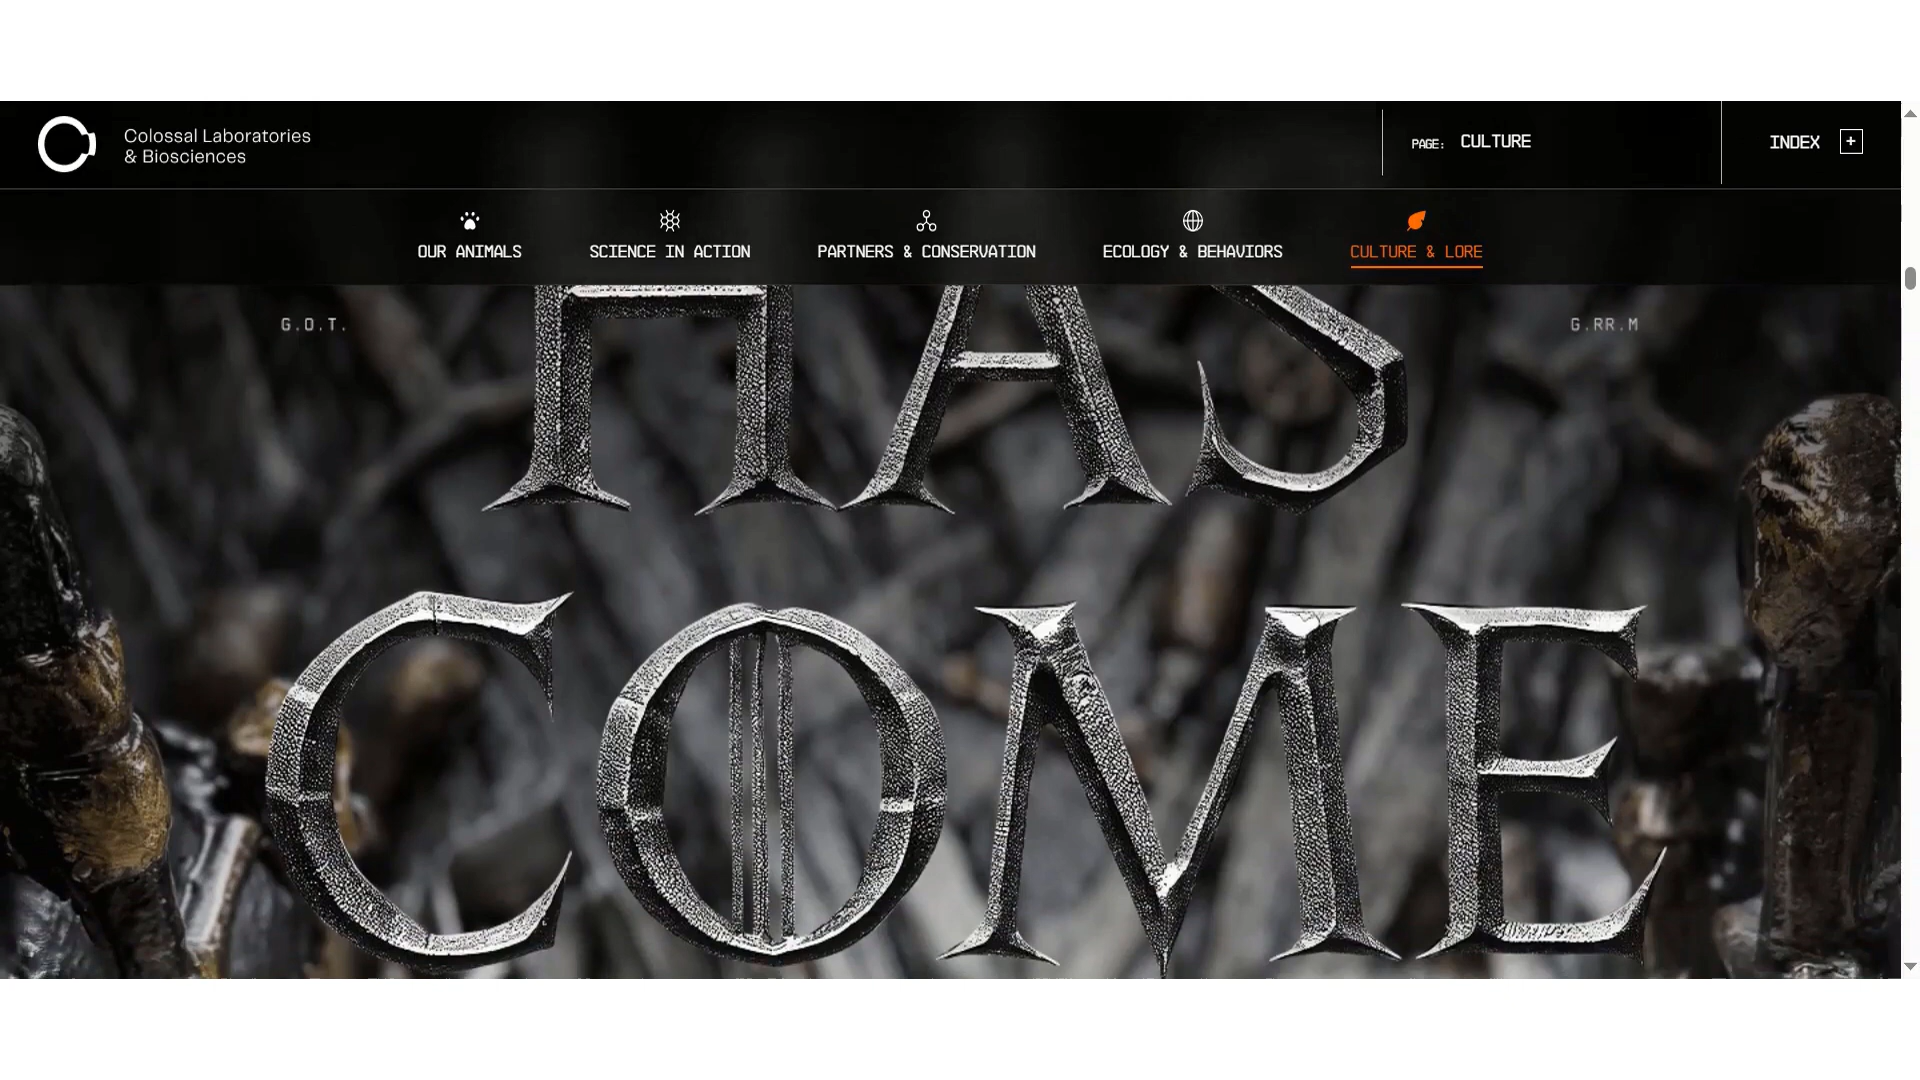 Colossal Laboratories
& Biosciences
PAGE: CULTURE
INDEX +
OUR ANIMALS
SCIENCE IN ACTION
PARTNERS & CONSERVATION
ECOLOGY & BEHAVIORS
CULTURE & LORE
G.O.T.
G.RR.M
HAS
COME